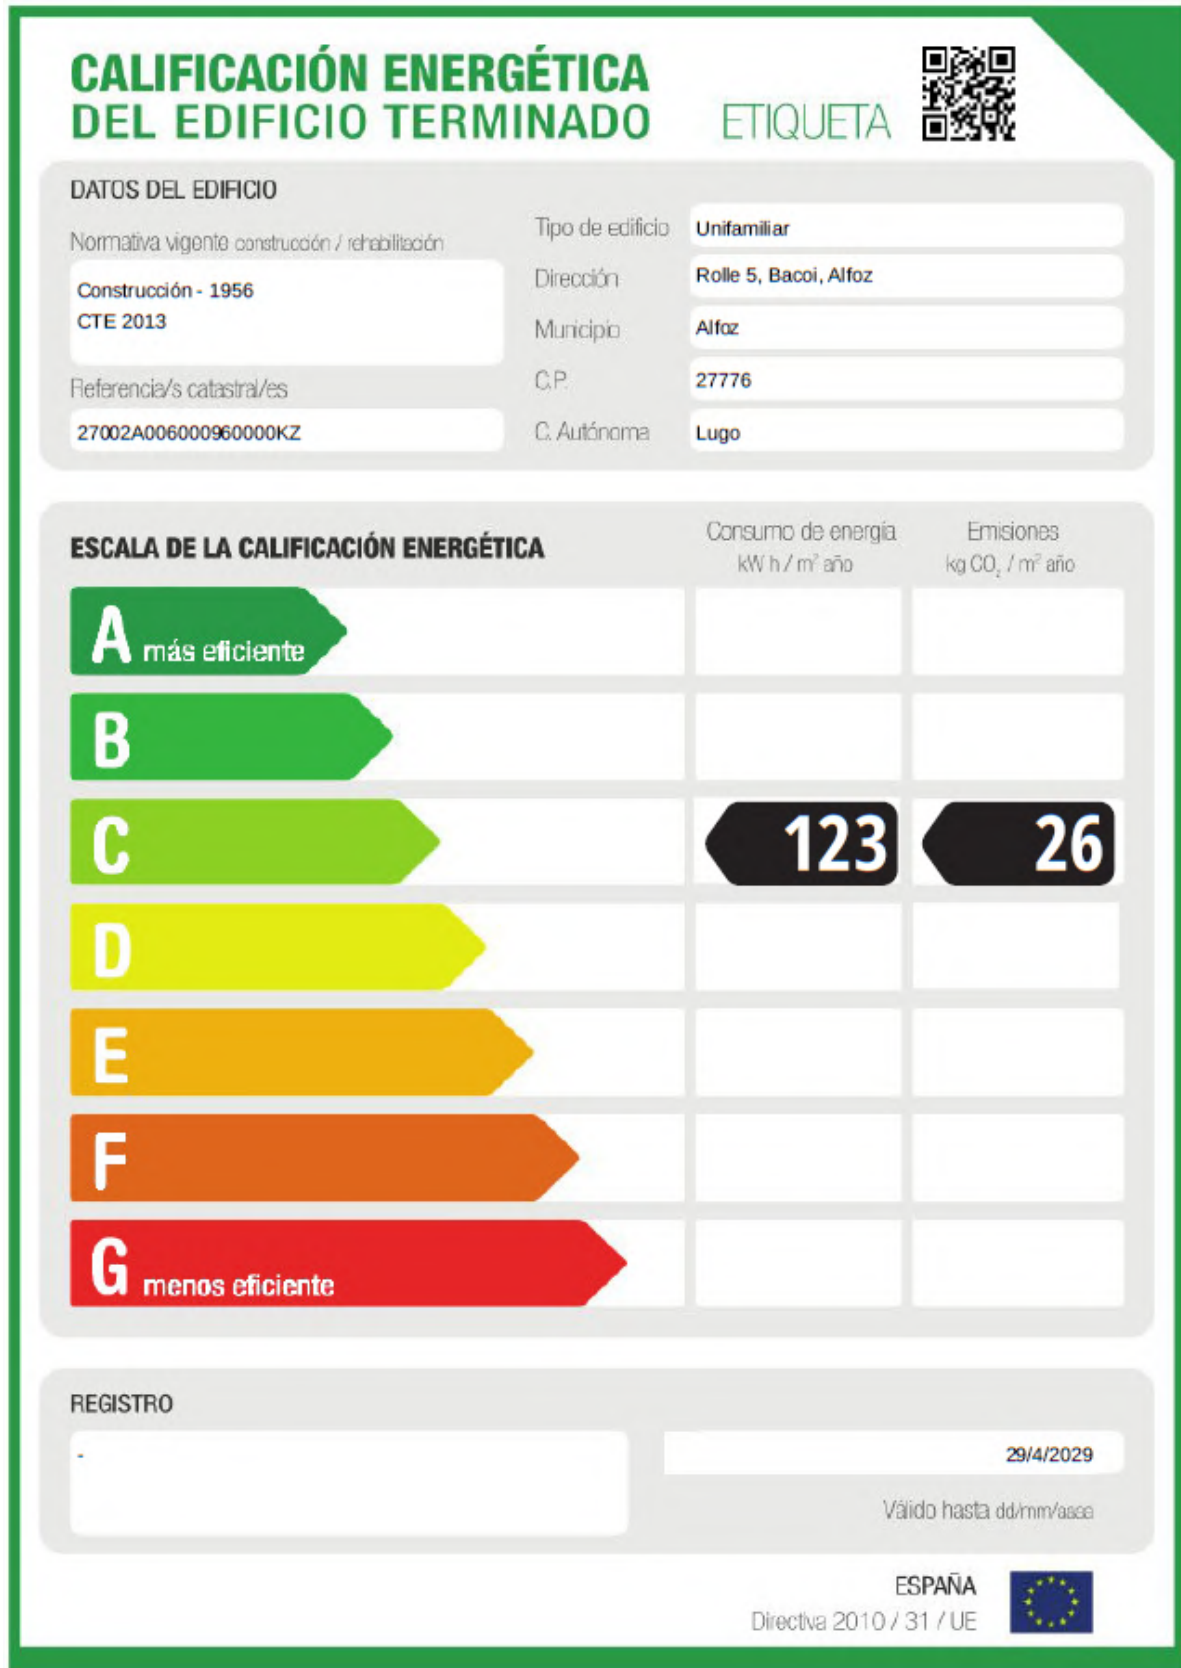 CALIFICACIÓN ENERGÉTICA
DEL EDIFICIO TERMINADO
ETIQUETA
DATOS DEL EDIFICIO
Normativa vigente construcción / rehabilitación
Construcción - 1956
CTE 2013
Referencia/s catastral/es
27002A006000960000KZ
Tipo de edificio Unifamiliar
Dirección Rolle 5, Bacoi, Alfoz
Municipio Alfoz
C.P. 27776
C. Autónoma Lugo
ESCALA DE LA CALIFICACIÓN ENERGÉTICA
Consumo de energía
kW h / m² año
Emisiones
kg CO₂ / m² año
A más eficiente
B
C 123 26
D
E
F
G menos eficiente
REGISTRO
-
29/4/2029
Válido hasta dd/mm/aaaa
ESPAÑA
Directiva 2010 / 31 / UE